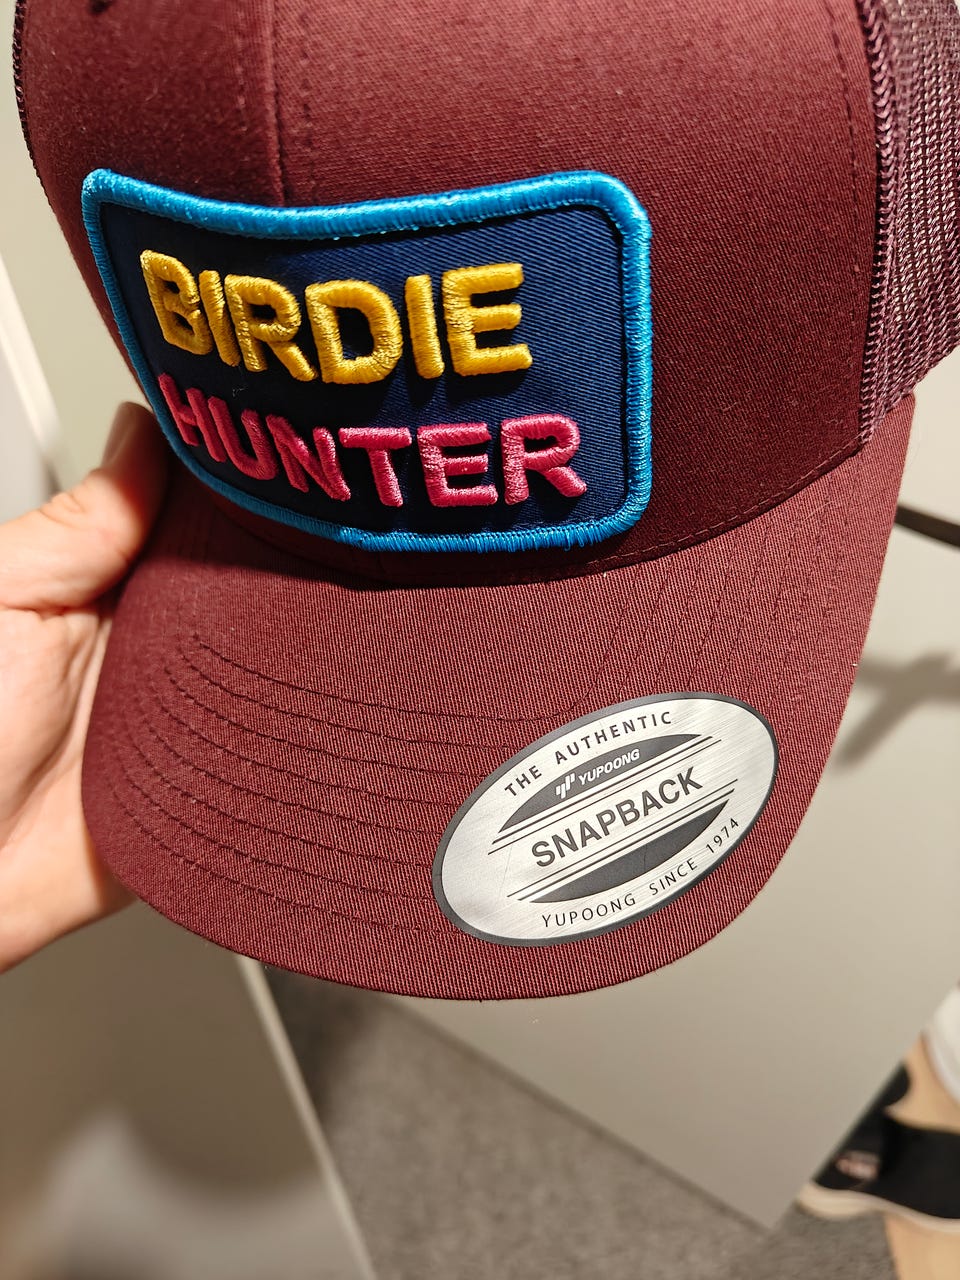 BIRDIE
HUNTER
THE AUTHENTIC
YUPOONG
SNAPBACK
YUPOONG SINCE 1974